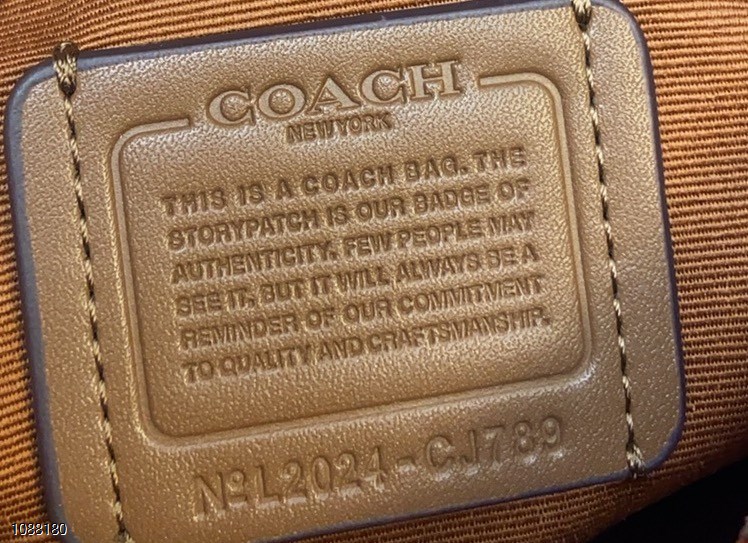 COACH
NEW YORK
THIS IS A COACH BAG. THE
STORYPATCH IS OUR BADGE OF
AUTHENTICITY. FEW PEOPLE MAY
SEE IT, BUT IT WILL ALWAYS BE A
REMINDER OF OUR COMMITMENT
TO QUALITY AND CRAFTSMANSHIP.
Nº L2024-CJ789
1088180